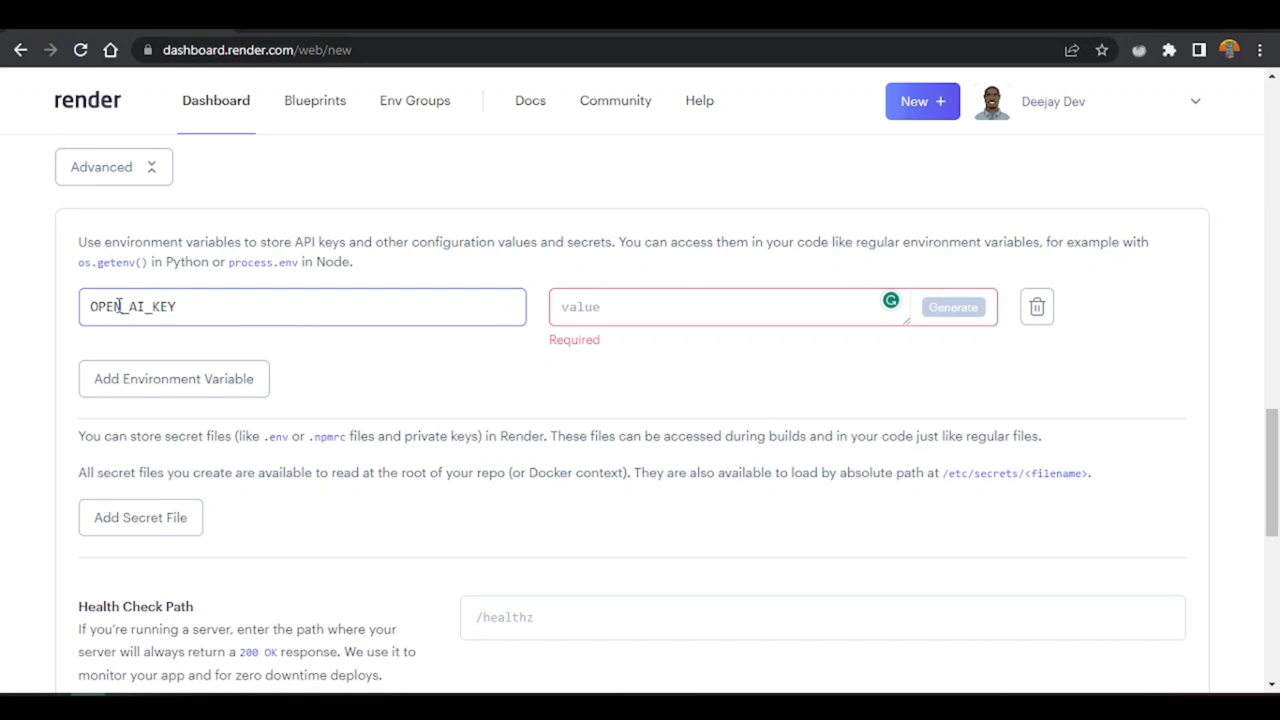 dashboard.render.com/web/new
render
Dashboard
Blueprints
Env Groups
Docs
Community
Help
New +
Deejay Dev
Advanced
Use environment variables to store API keys and other configuration values and secrets. You can access them in your code like regular environment variables, for example with
os.getenv() in Python or process.env in Node.
OPEN_AI_KEY
value
Generate
Required
Add Environment Variable
You can store secret files (like .env or .npmrc files and private keys) in Render. These files can be accessed during builds and in your code just like regular files.
All secret files you create are available to read at the root of your repo (or Docker context). They are also available to load by absolute path at /etc/secrets/<filename>.
Add Secret File
Health Check Path
/healthz
If you're running a server, enter the path where your
server will always return a 200 OK response. We use it to
monitor your app and for zero downtime deploys.